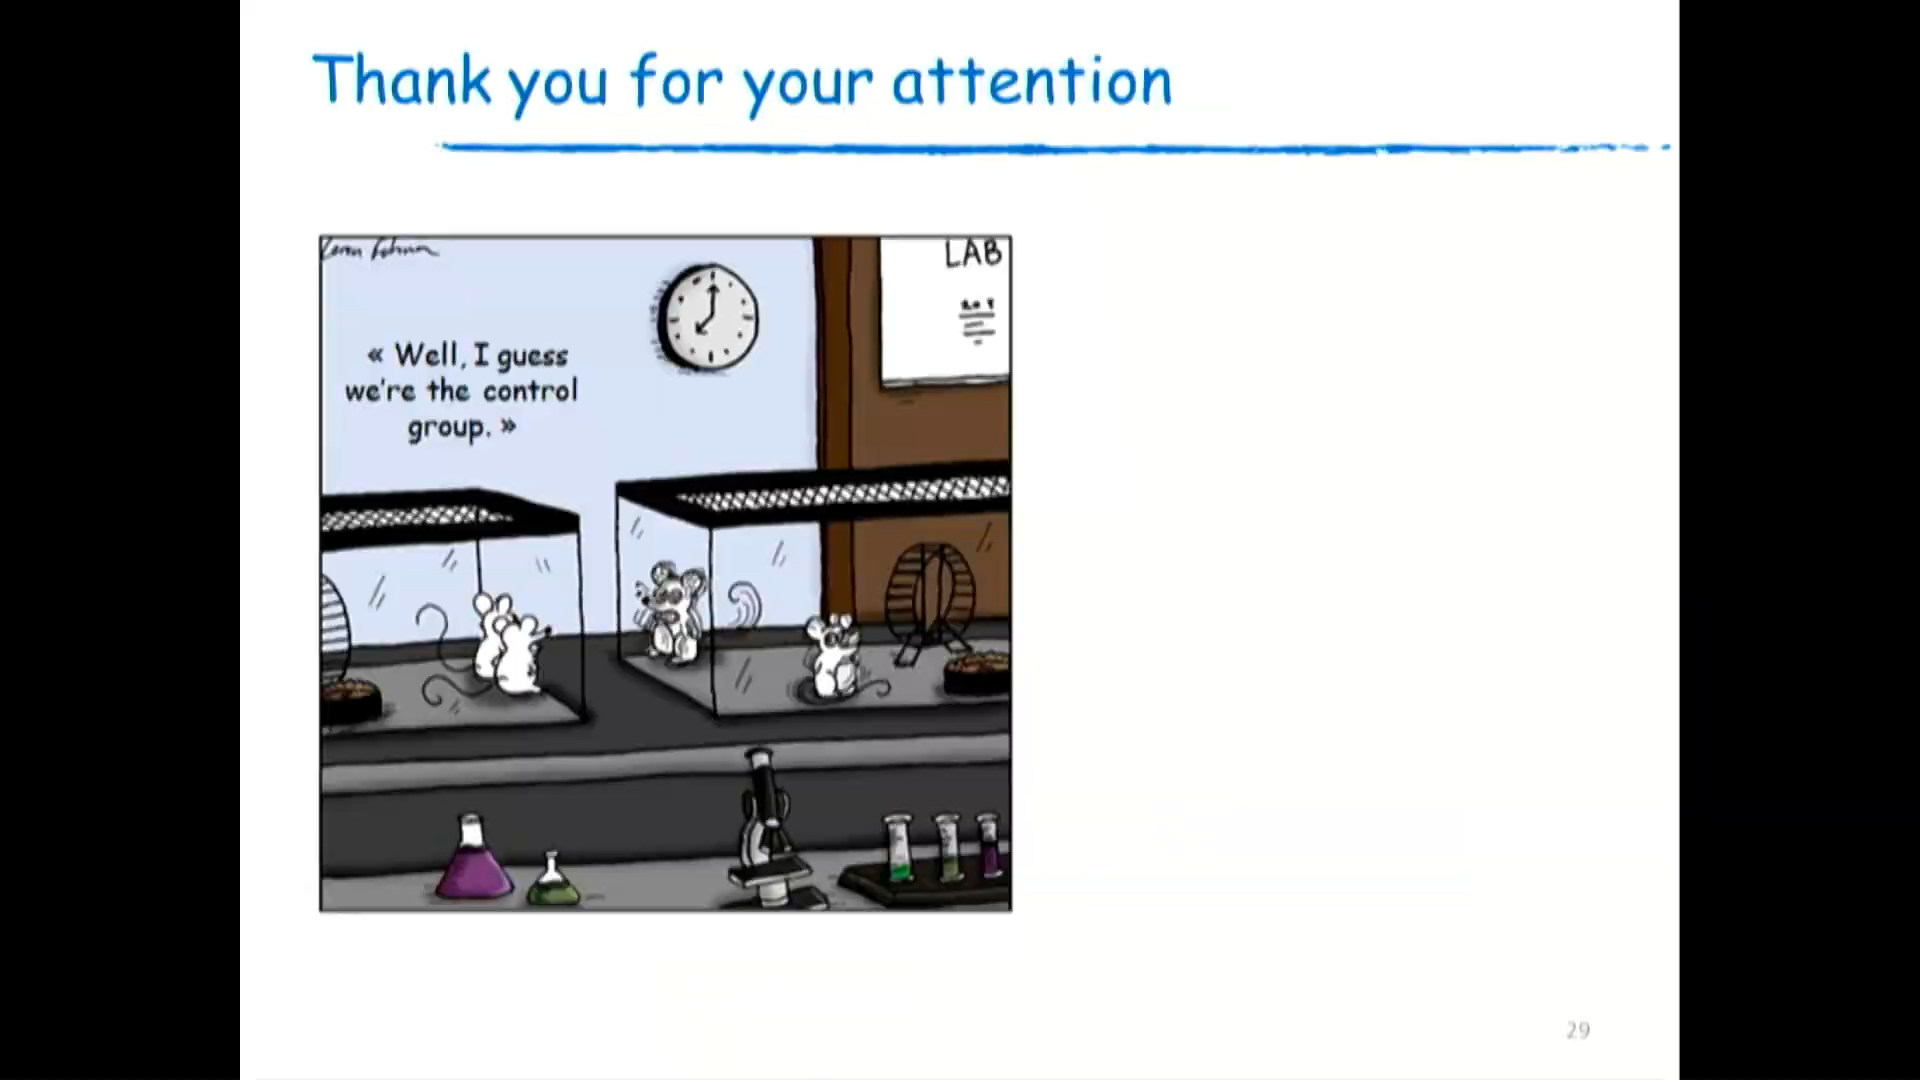 Thank you for your attention
LAB
« Well, I guess
we're the control
group. »
29